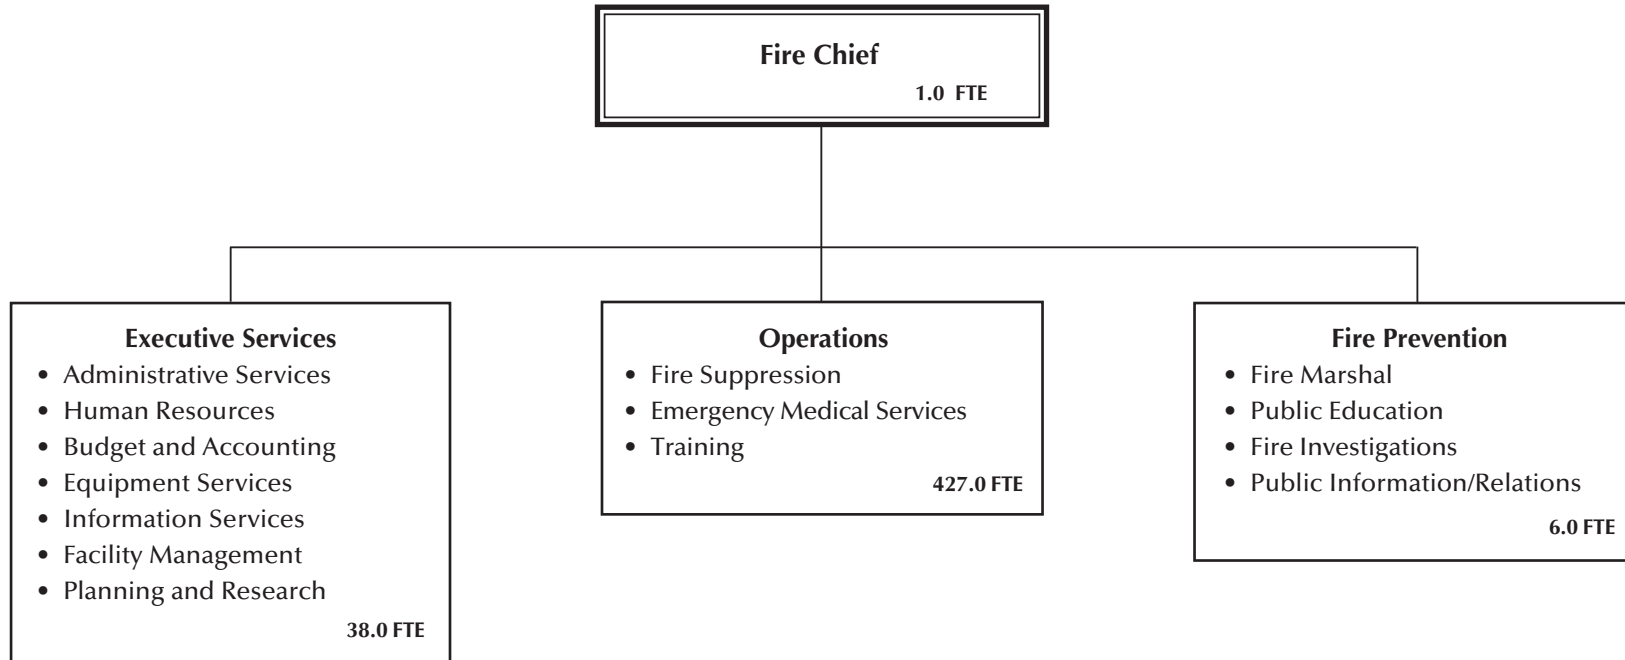 Fire Chief
1.0 FTE
Executive Services
• Administrative Services
• Human Resources
• Budget and Accounting
• Equipment Services
• Information Services
• Facility Management
• Planning and Research
38.0 FTE
Operations
• Fire Suppression
• Emergency Medical Services
• Training
427.0 FTE
Fire Prevention
• Fire Marshal
• Public Education
• Fire Investigations
• Public Information/Relations
6.0 FTE